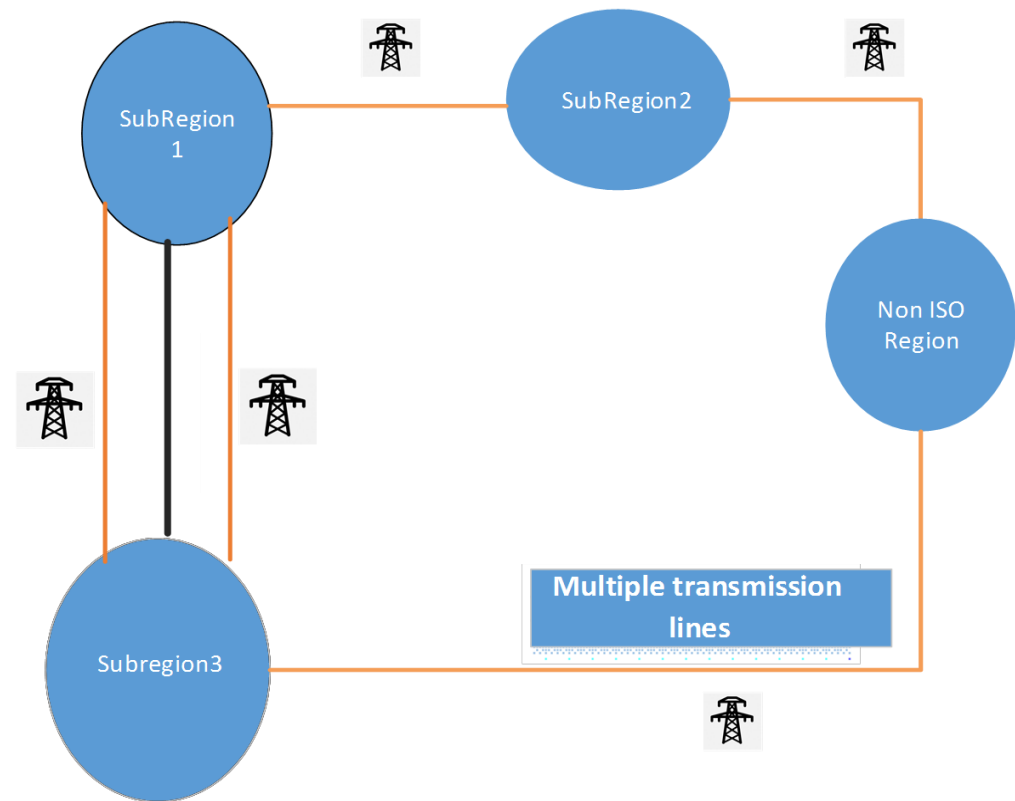 SubRegion
1
SubRegion2
Non ISO
Region
Multiple transmission
lines
Subregion3